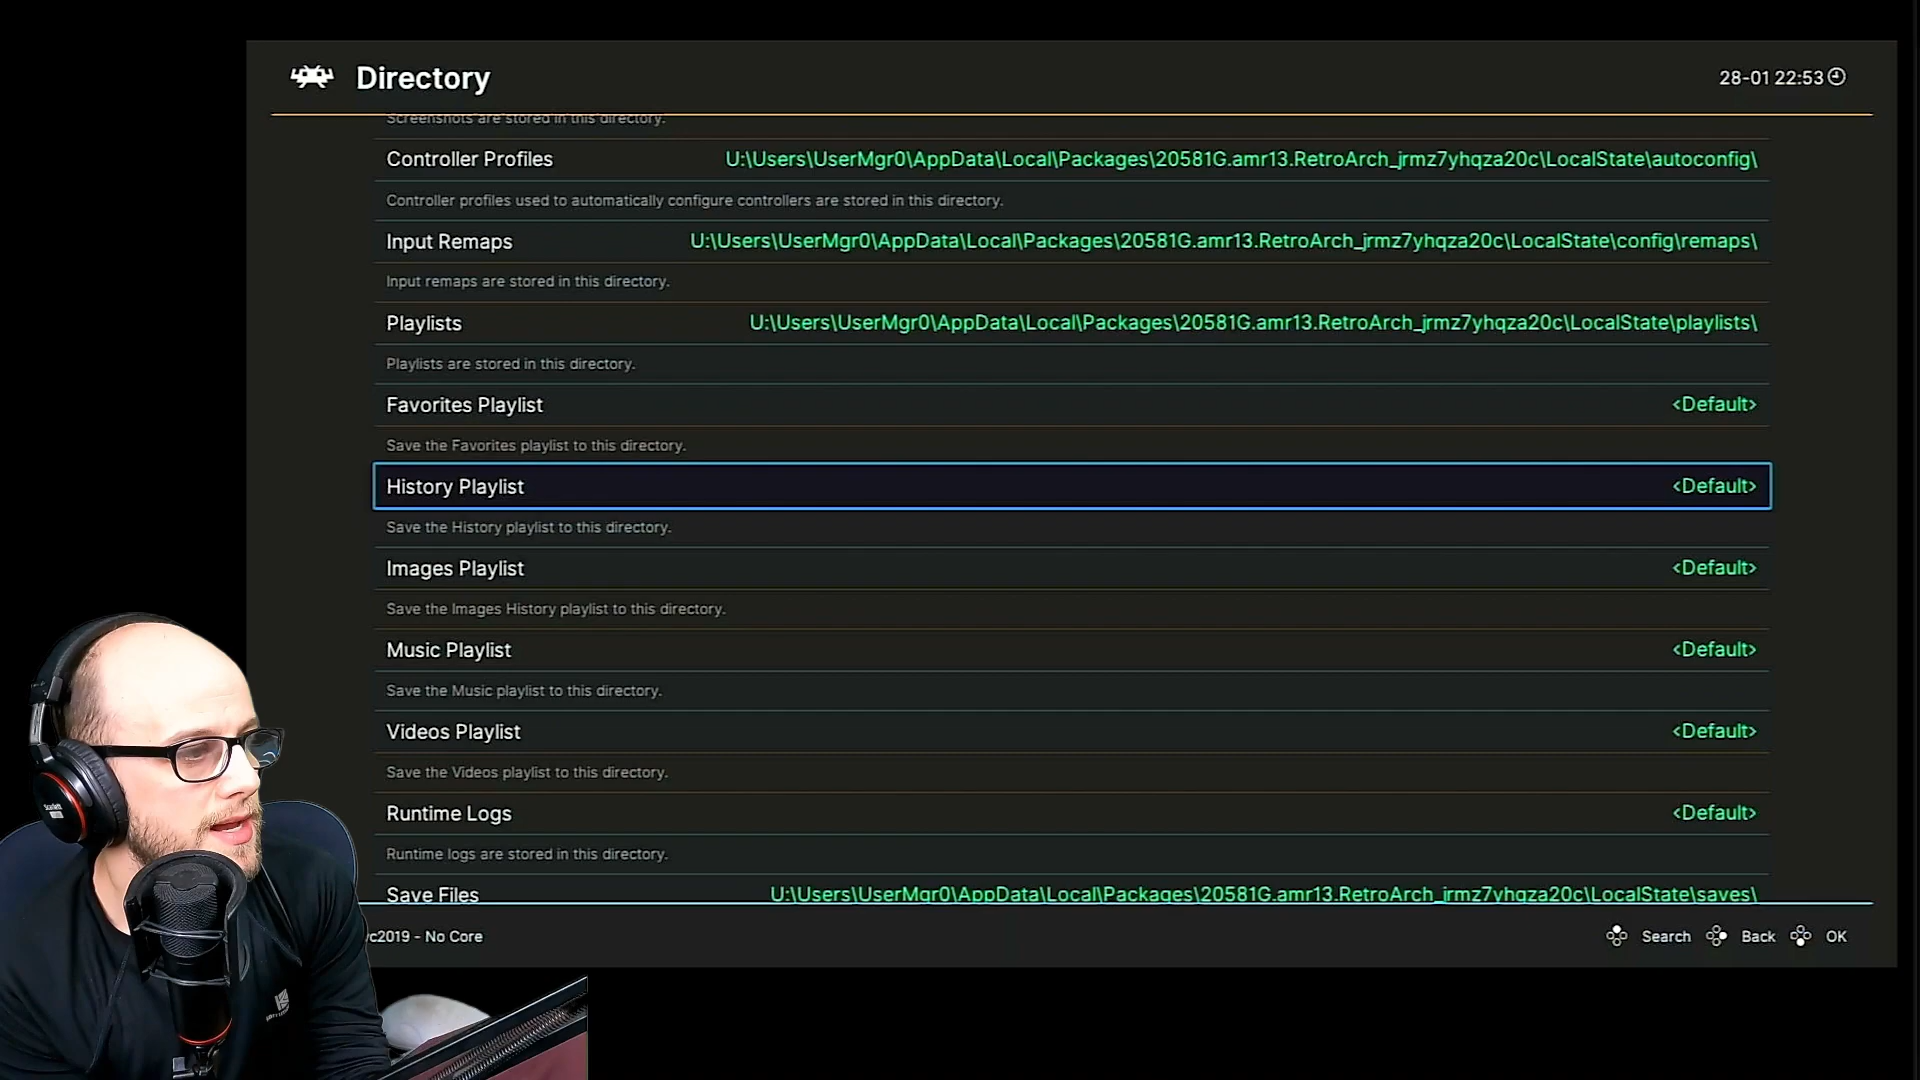 Directory
28-01 22:53
Screenshots are stored in this directory.
Controller Profiles U:\Users\UserMgr0\AppData\Local\Packages\20581G.amr13.RetroArch_jrmz7yhqza20c\LocalState\autoconfig\
Controller profiles used to automatically configure controllers are stored in this directory.
Input Remaps U:\Users\UserMgr0\AppData\Local\Packages\20581G.amr13.RetroArch_jrmz7yhqza20c\LocalState\config\remaps\
Input remaps are stored in this directory.
Playlists U:\Users\UserMgr0\AppData\Local\Packages\20581G.amr13.RetroArch_jrmz7yhqza20c\LocalState\playlists\
Playlists are stored in this directory.
Favorites Playlist <Default>
Save the Favorites playlist to this directory.
History Playlist <Default>
Save the History playlist to this directory.
Images Playlist <Default>
Save the Images History playlist to this directory.
Music Playlist <Default>
Save the Music playlist to this directory.
Videos Playlist <Default>
Save the Videos playlist to this directory.
Runtime Logs <Default>
Runtime logs are stored in this directory.
Save Files U:\Users\UserMgr0\AppData\Local\Packages\20581G.amr13.RetroArch_jrmz7yhqza20c\LocalState\saves\
c2019 - No Core
Search Back OK
Scarlett